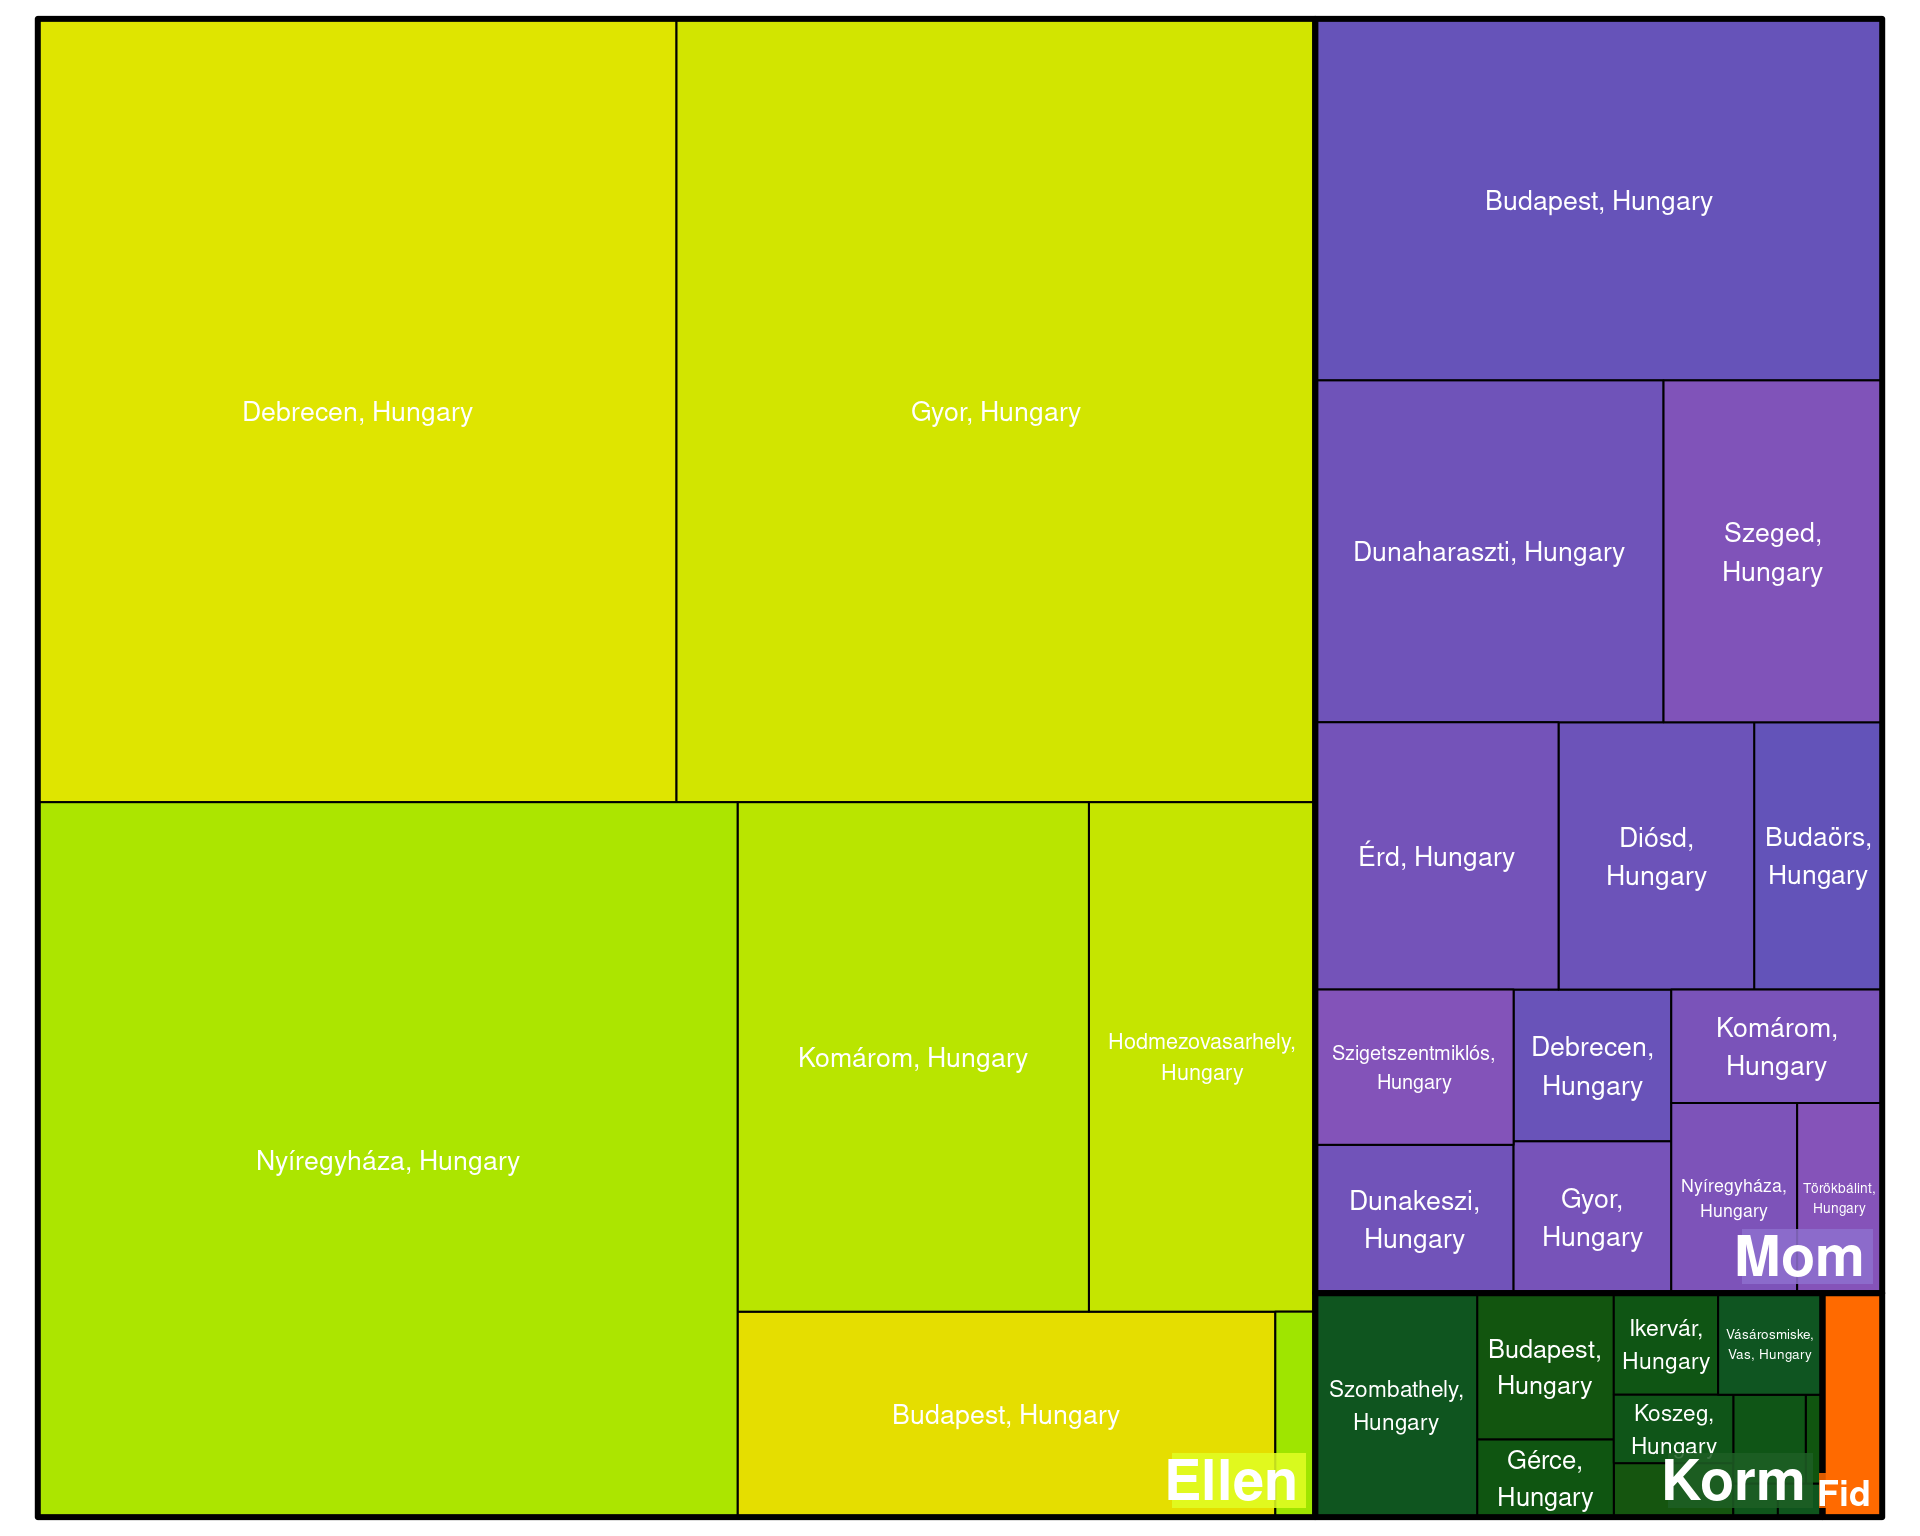 Debrecen, Hungary
Gyor, Hungary
Nyíregyháza, Hungary
Komárom, Hungary
Hodmezovasarhely,
Hungary
Budapest, Hungary
Ellen
Budapest, Hungary
Dunaharaszti, Hungary
Szeged,
Hungary
Érd, Hungary
Diósd,
Hungary
Budaörs,
Hungary
Szigetszentmiklós,
Hungary
Debrecen,
Hungary
Komárom,
Hungary
Dunakeszi,
Hungary
Gyor,
Hungary
Nyíregyháza,
Hungary
Törökbálint,
Hungary
Mom
Szombathely,
Hungary
Budapest,
Hungary
Gérce,
Hungary
Ikervár,
Hungary
Vásárosmiske,
Vas, Hungary
Koszeg,
Hungary
Korm
Fid